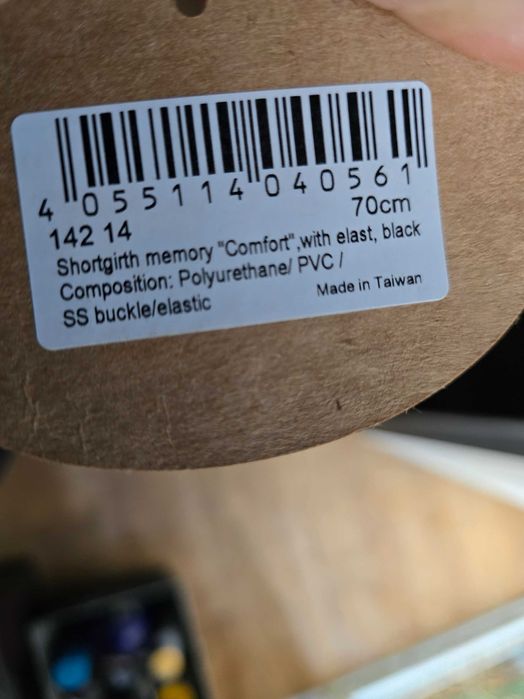 4 055114 040561
142 14 70cm
Shortgirth memory "Comfort",with elast, black
Composition: Polyurethane/ PVC /
SS buckle/elastic Made in Taiwan